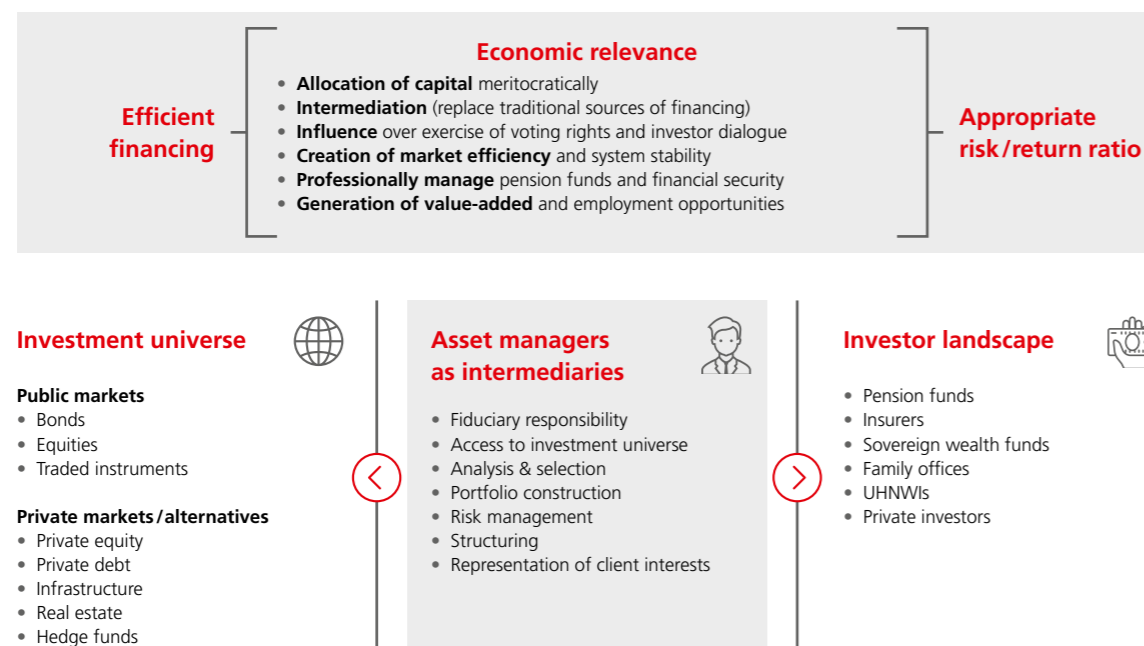 Economic relevance
Efficient
financing
• Allocation of capital meritocratically
• Intermediation (replace traditional sources of financing)
• Influence over exercise of voting rights and investor dialogue
• Creation of market efficiency and system stability
• Professionally manage pension funds and financial security
• Generation of value-added and employment opportunities
Appropriate
risk/return ratio
Investment universe
Public markets
• Bonds
• Equities
• Traded instruments
Private markets/alternatives
• Private equity
• Private debt
• Infrastructure
• Real estate
• Hedge funds
Asset managers
as intermediaries
• Fiduciary responsibility
• Access to investment universe
• Analysis & selection
• Portfolio construction
• Risk management
• Structuring
• Representation of client interests
Investor landscape
• Pension funds
• Insurers
• Sovereign wealth funds
• Family offices
• UHNWIs
• Private investors